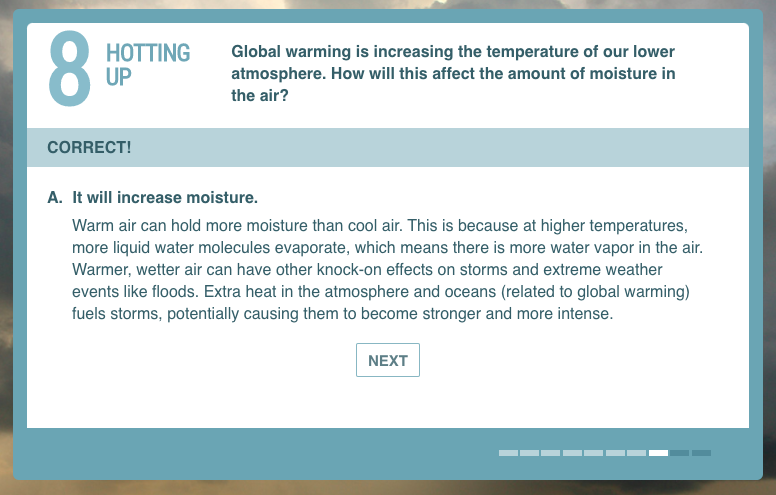 8
HOTTING
UP
Global warming is increasing the temperature of our lower
atmosphere. How will this affect the amount of moisture in
the air?
CORRECT!
A. It will increase moisture.
Warm air can hold more moisture than cool air. This is because at higher temperatures,
more liquid water molecules evaporate, which means there is more water vapor in the air.
Warmer, wetter air can have other knock-on effects on storms and extreme weather
events like floods. Extra heat in the atmosphere and oceans (related to global warming)
fuels storms, potentially causing them to become stronger and more intense.
NEXT